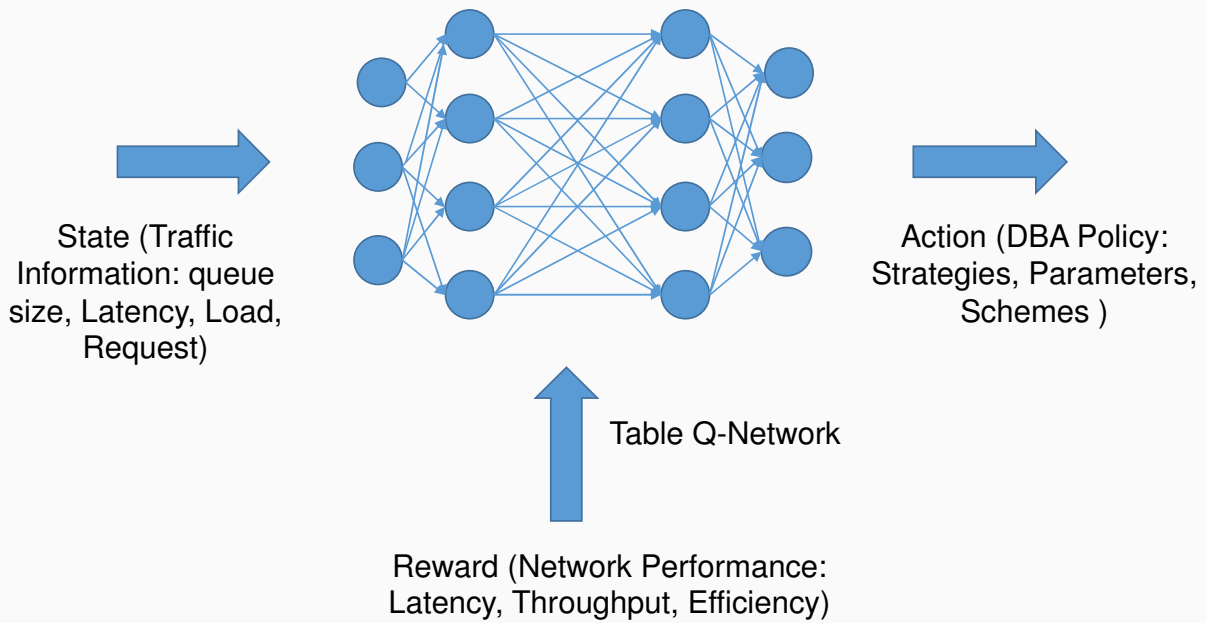 State (Traffic
Information: queue
size, Latency, Load,
Request)
Action (DBA Policy:
Strategies, Parameters,
Schemes )
Table Q-Network
Reward (Network Performance:
Latency, Throughput, Efficiency)